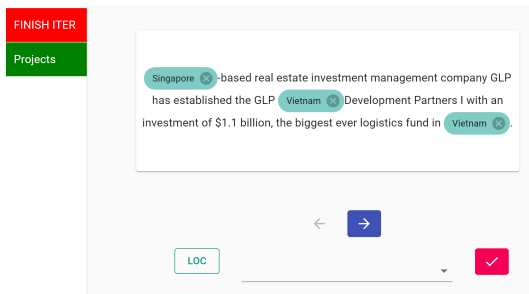 FINISH ITER
Projects
Singapore -based real estate investment management company GLP
has established the GLP Vietnam Development Partners I with an
investment of $1.1 billion, the biggest ever logistics fund in Vietnam .
LOC